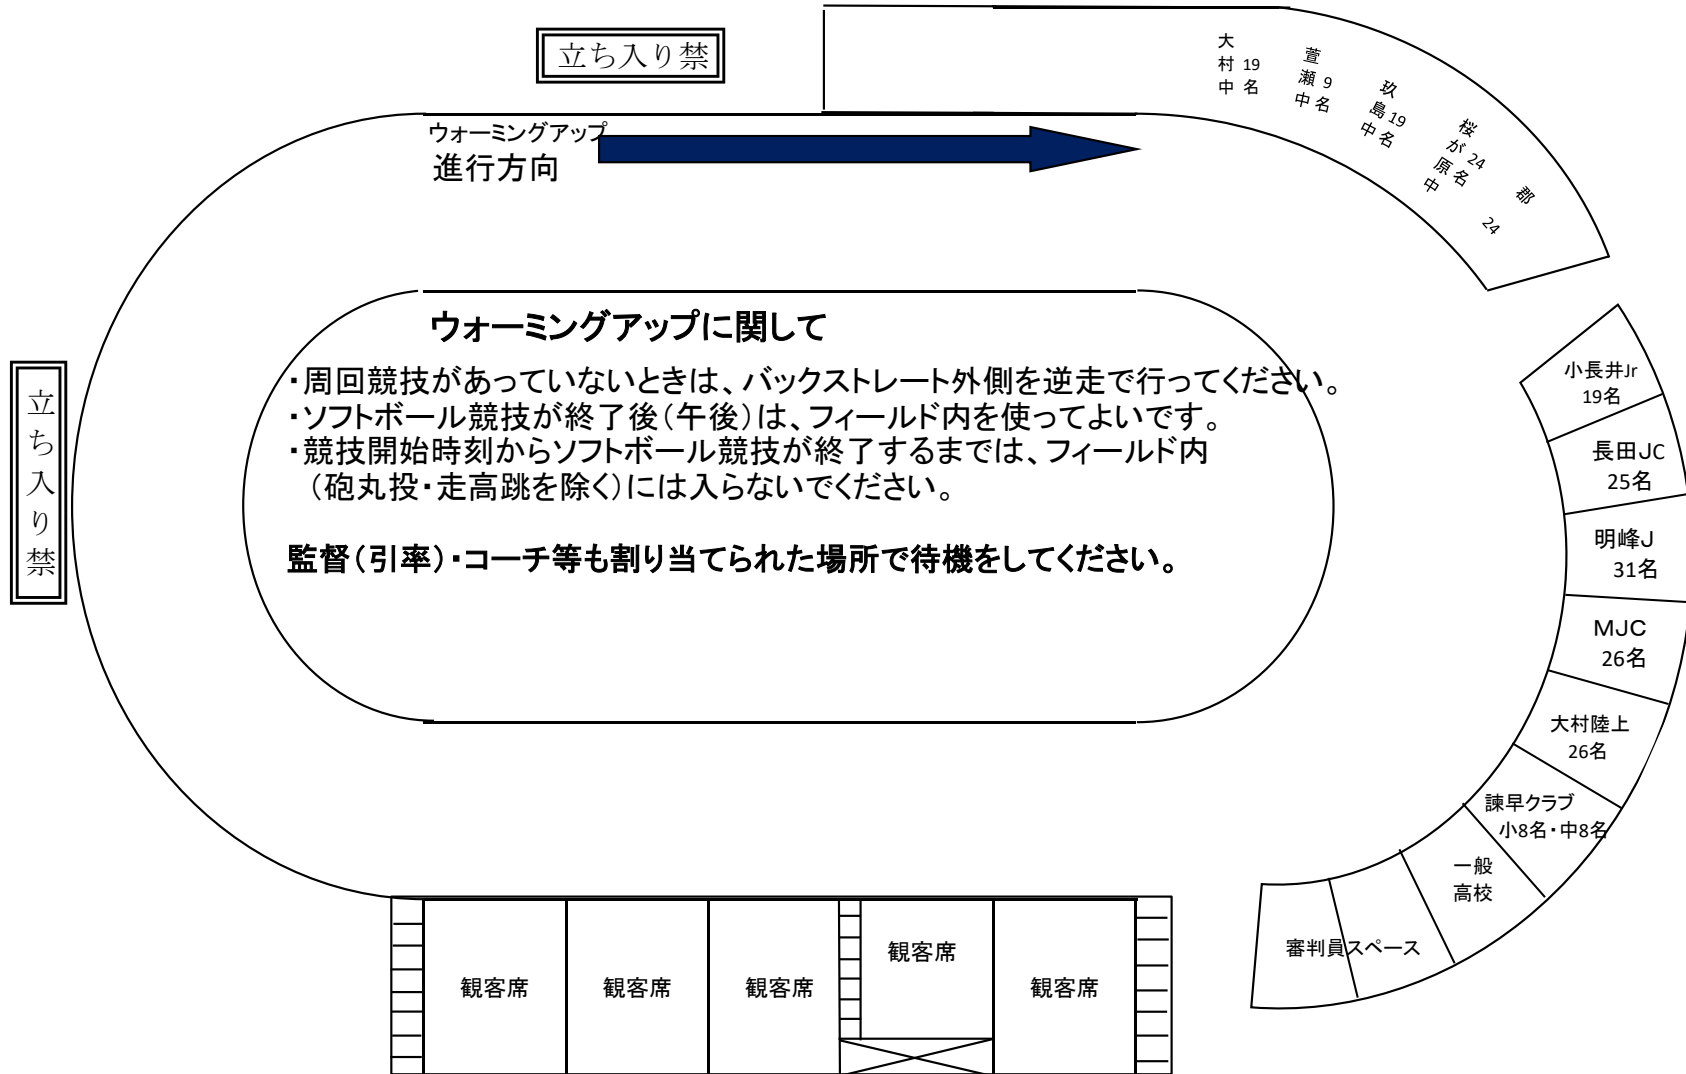 立ち入り禁
大村中
19名
萱瀬中
9名
玖島中
19名
桜が原中
24名
郡
24
ウォーミングアップ
進行方向
ウォーミングアップに関して
・周回競技があっていないときは、バックストレート外側を逆走で行ってください。
・ソフトボール競技が終了後(午後)は、フィールド内を使ってよいです。
・競技開始時刻からソフトボール競技が終了するまでは、フィールド内
(砲丸投・走高跳を除く)には入らないでください。
監督(引率)・コーチ等も割り当てられた場所で待機をしてください。
立ち入り禁
小長井Jr
19名
長田JC
25名
明峰J
31名
MJC
26名
大村陸上
26名
諫早クラブ
小8名・中8名
一般
高校
審判員スペース
観客席
観客席
観客席
観客席
観客席